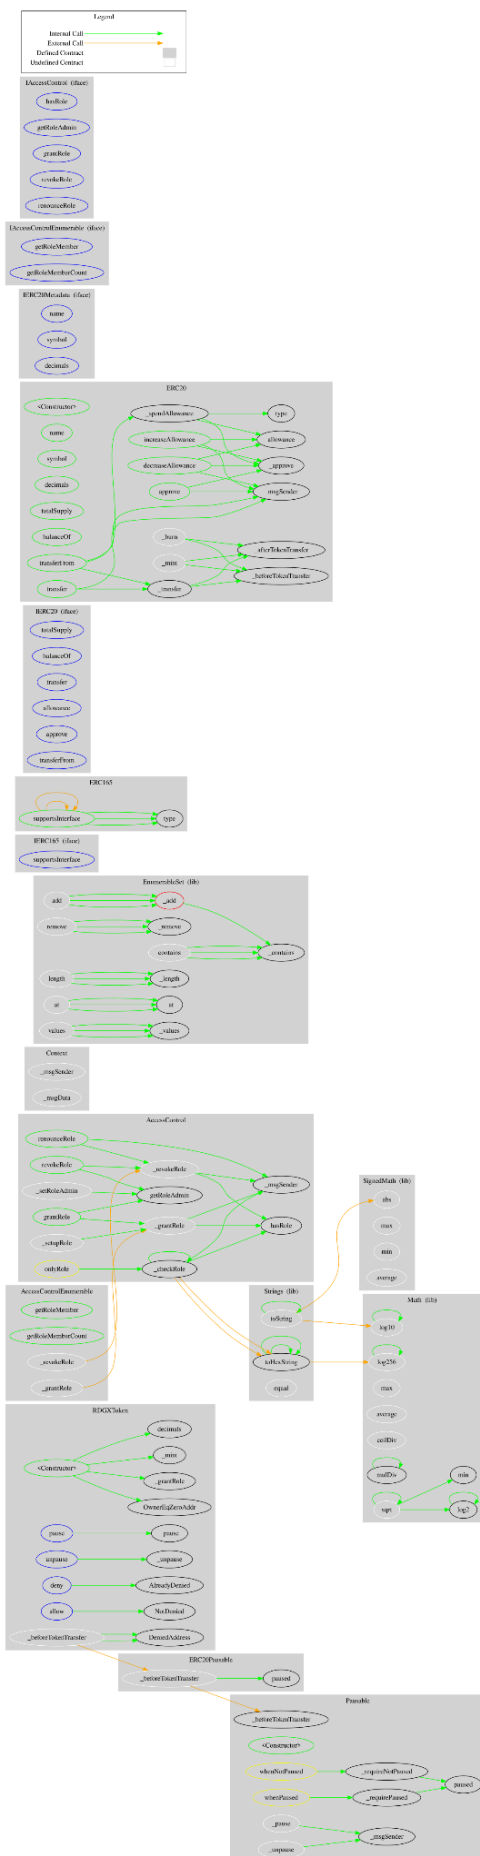 Legend
Internal Call
External Call
Defined Contract
Undefined Contract
IAccessControl (iface)
hasRole
getRoleAdmin
grantRole
revokeRole
renounceRole
IAccessControlEnumerable (iface)
getRoleMember
getRoleMemberCount
IERC20Metadata (iface)
name
symbol
decimals
ERC20
<Constructor>
name
symbol
decimals
totalSupply
balanceOf
transferFrom
transfer
_spendAllowance
increaseAllowance
decreaseAllowance
approve
_burn
_mint
_transfer
type
allowance
_approve
_msgSender
_afterTokenTransfer
_beforeTokenTransfer
IERC20 (iface)
totalSupply
balanceOf
transfer
allowance
approve
transferFrom
ERC165
supportsInterface
type
IERC165 (iface)
supportsInterface
EnumerableSet (lib)
add
_add
remove
_remove
contains
_contains
length
_length
at
_at
values
_values
Context
_msgSender
_msgData
AccessControl
renounceRole
revokeRole
_setRoleAdmin
grantRole
_setupRole
onlyRole
_revokeRole
getRoleAdmin
_grantRole
_checkRole
_msgSender
hasRole
AccessControlEnumerable
getRoleMember
getRoleMemberCount
_revokeRole
_grantRole
Strings (lib)
toString
toHexString
equal
SignedMath (lib)
abs
max
min
average
Math (lib)
log10
log256
max
average
ceilDiv
mulDiv
sqrt
min
log2
RDGXToken
<Constructor>
decimals
_mint
_grantRole
OwnerEqZeroAddr
pause
_pause
unpause
_unpause
deny
AlreadyDenied
allow
NotDenied
_beforeTokenTransfer
DeniedAddress
ERC20Pausable
_beforeTokenTransfer
paused
Pausable
_beforeTokenTransfer
<Constructor>
whenNotPaused
_requireNotPaused
whenPaused
_requirePaused
paused
_pause
_unpause
_msgSender